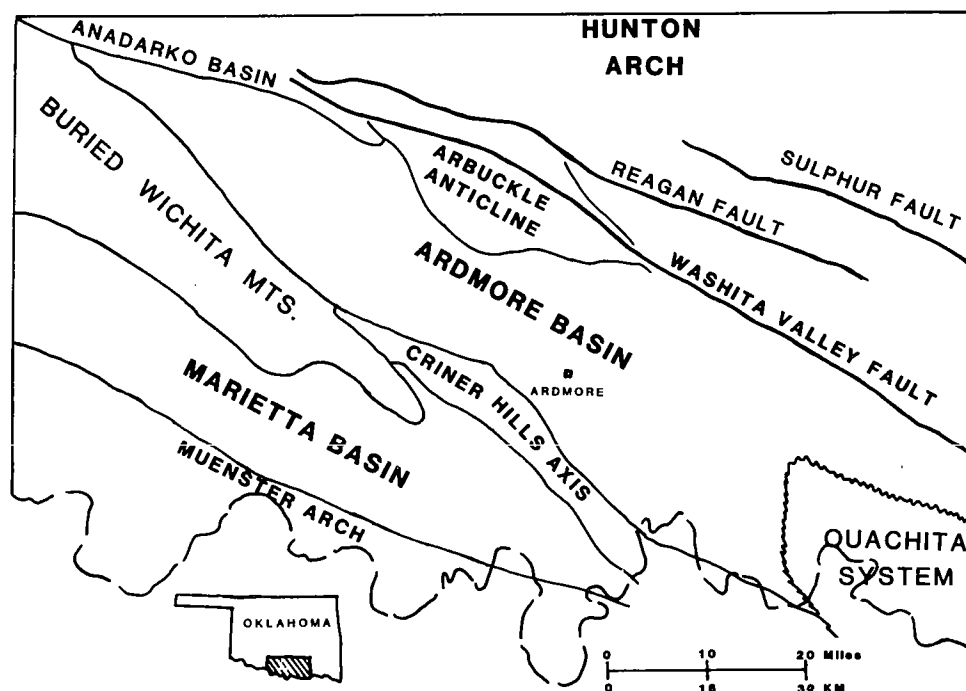 HUNTON
ARCH
ANADARKO BASIN
BURIED WICHITA MTS.
ARBUCKLE
ANTICLINE
REAGAN FAULT
SULPHUR FAULT
WASHITA VALLEY FAULT
ARDMORE BASIN
ARDMORE
CRINER HILLS AXIS
MARIETTA BASIN
MUENSTER ARCH
OUACHITA
SYSTEM
OKLAHOMA
0 10 20 Miles
0 16 30 KM